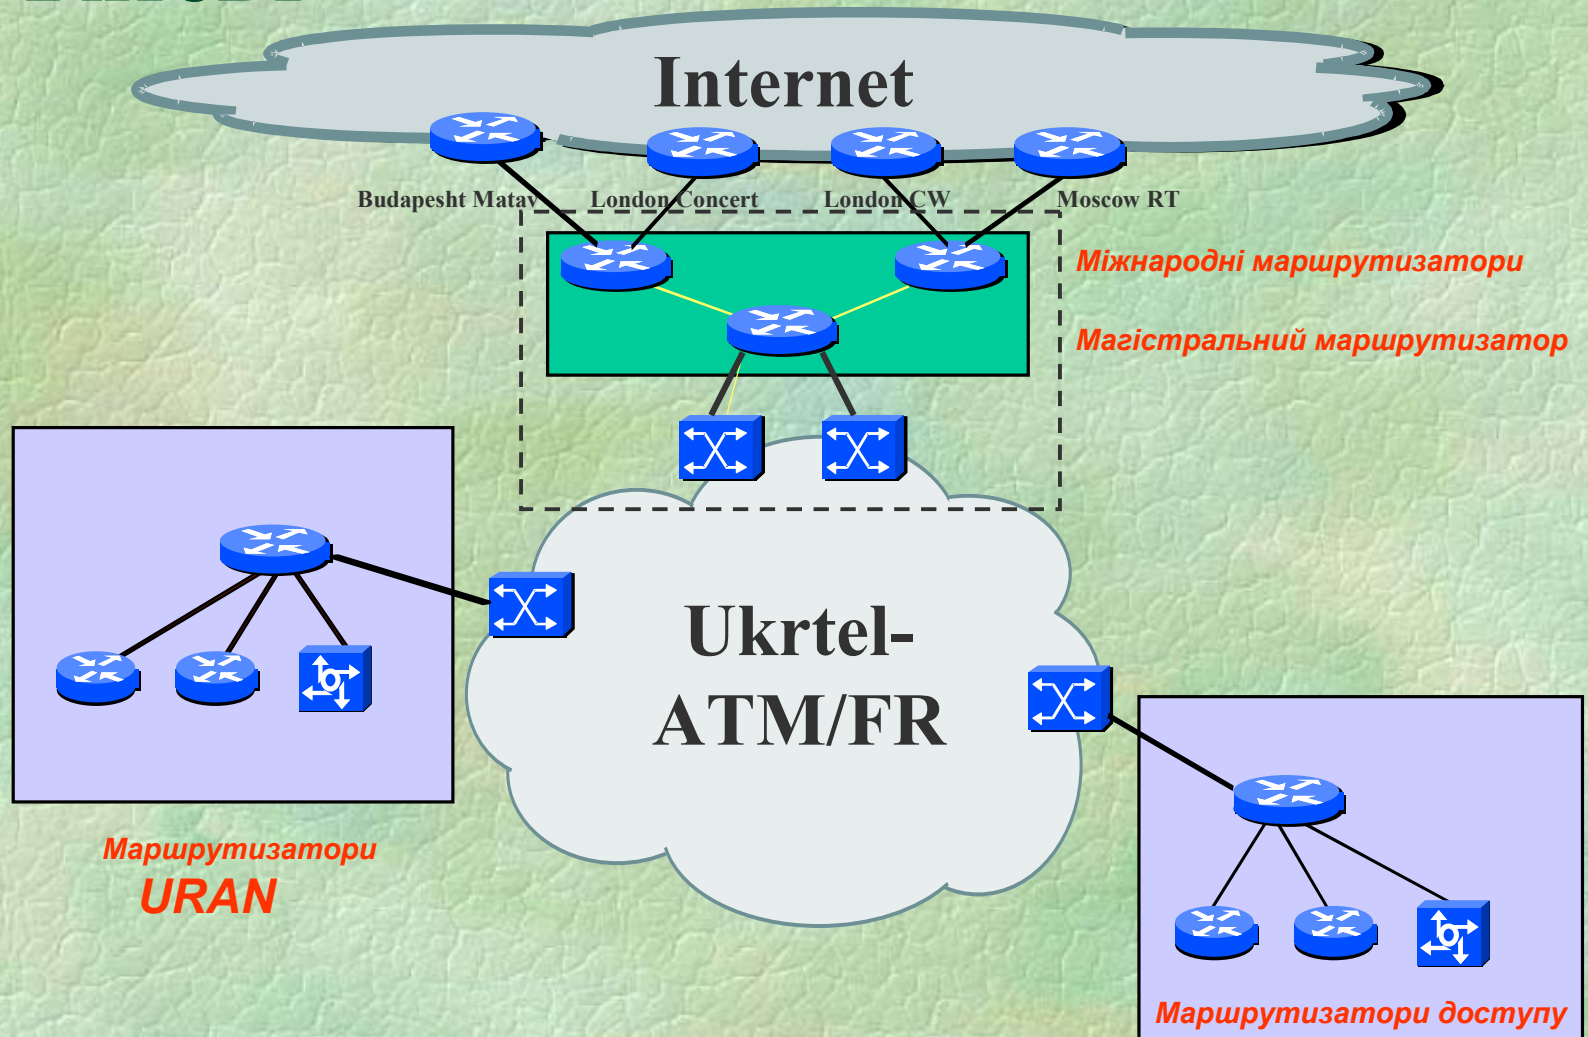 Internet
Budapesht Matav
London Concert
London CW
Moscow RT
Міжнародні маршрутизатори
Магістральний маршрутизатор
Ukrtel-
ATM/FR
Маршрутизатори
URAN
Маршрутизатори доступу